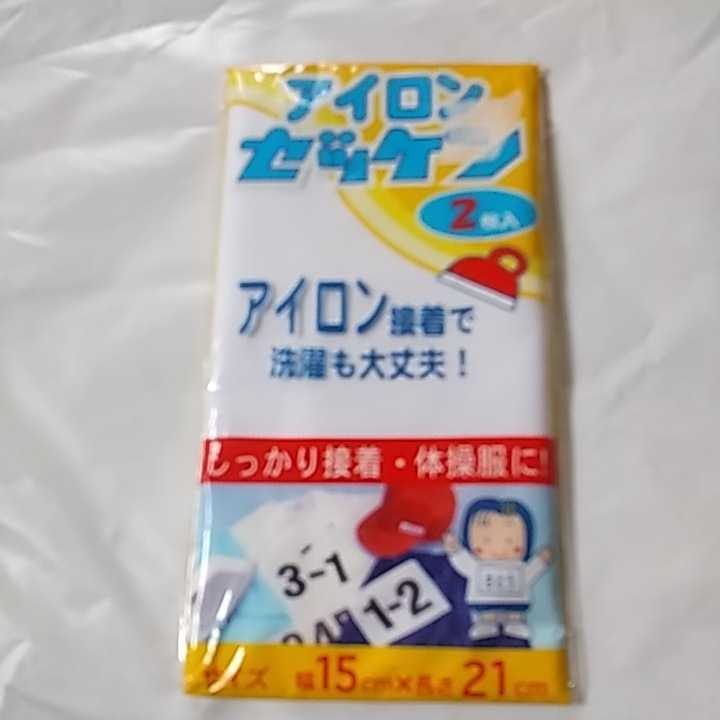 アイロン
ゼッケン
2枚入
アイロン接着で
洗濯も大丈夫！
しっかり接着・体操服に!
3-1
1-2
サイズ 幅15cm×長さ21cm